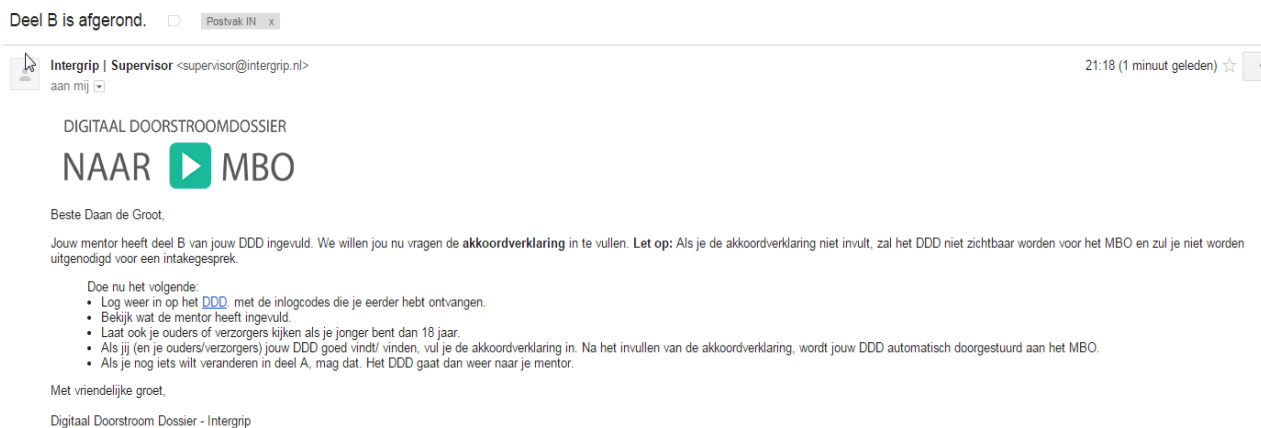 Deel B is afgerond. Postvak IN x
Intergrip | Supervisor <supervisor@intergrip.nl> 21:18 (1 minuut geleden)
aan mij
DIGITAAL DOORSTROOMDOSSIER
NAAR MBO
Beste Daan de Groot,
Jouw mentor heeft deel B van jouw DDD ingevuld. We willen jou nu vragen de akkoordverklaring in te vullen. Let op: Als je de akkoordverklaring niet invult, zal het DDD niet zichtbaar worden voor het MBO en zul je niet worden
uitgenodigd voor een intakegesprek.
Doe nu het volgende:
• Log weer in op het DDD. met de inlogcodes die je eerder hebt ontvangen.
• Bekijk wat de mentor heeft ingevuld.
• Laat ook je ouders of verzorgers kijken als je jonger bent dan 18 jaar.
• Als jij (en je ouders/verzorgers) jouw DDD goed vindt/ vinden, vul je de akkoordverklaring in. Na het invullen van de akkoordverklaring, wordt jouw DDD automatisch doorgestuurd aan het MBO.
• Als je nog iets wilt veranderen in deel A, mag dat. Het DDD gaat dan weer naar je mentor.
Met vriendelijke groet,
Digitaal Doorstroom Dossier - Intergrip